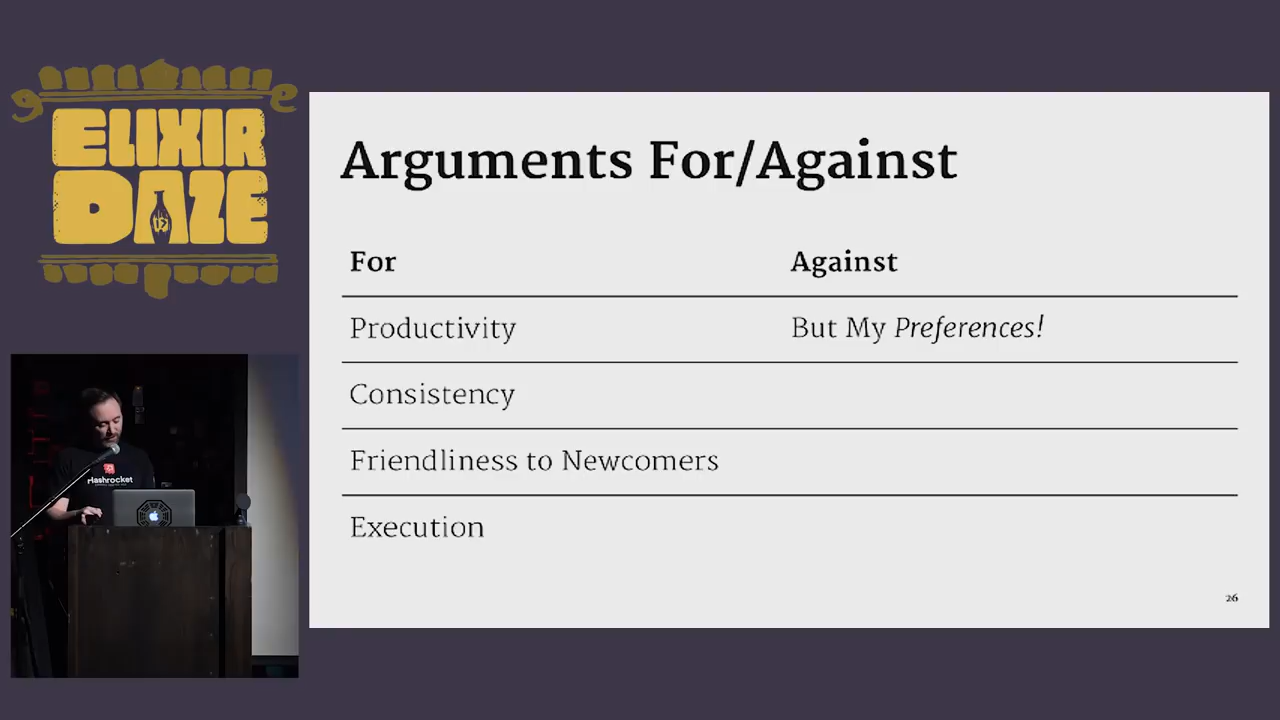 ELIXIR
DAZE
Arguments For/Against
For Against
Productivity But My Preferences!
Consistency
Friendliness to Newcomers
Execution
26
Hashrocket